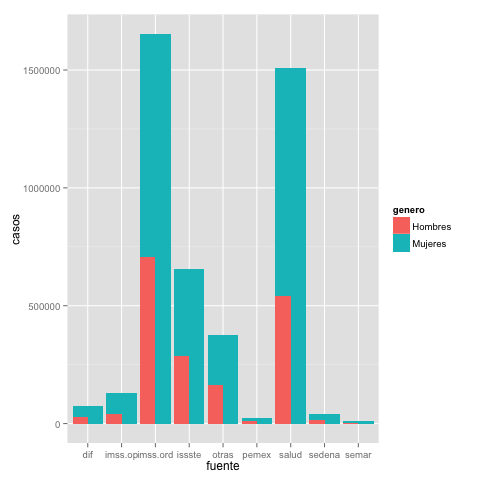 casos
1500000
1000000
500000
0
dif imss.op imss.ord issste otras pemex salud sedena semar
fuente
genero
Hombres
Mujeres